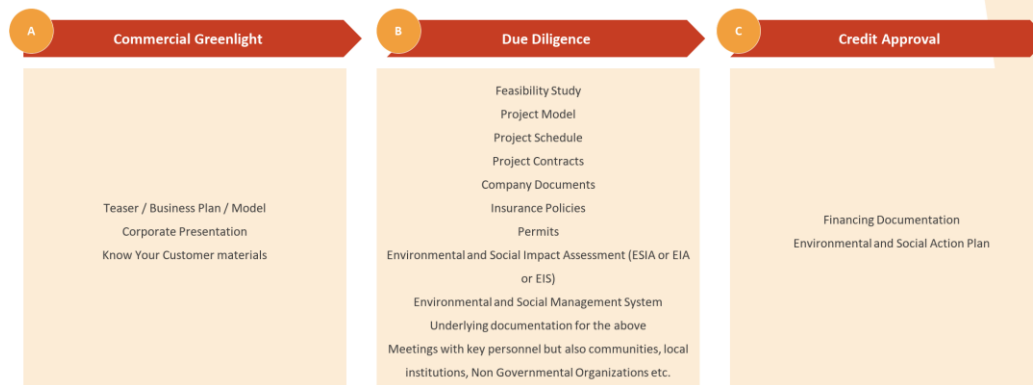 A
Commercial Greenlight
Teaser / Business Plan / Model
Corporate Presentation
Know Your Customer materials
B
Due Diligence
Feasibility Study
Project Model
Project Schedule
Project Contracts
Company Documents
Insurance Policies
Permits
Environmental and Social Impact Assessment (ESIA or EIA
or EIS)
Environmental and Social Management System
Underlying documentation for the above
Meetings with key personnel but also communities, local
institutions, Non Governmental Organizations etc.
C
Credit Approval
Financing Documentation
Environmental and Social Action Plan